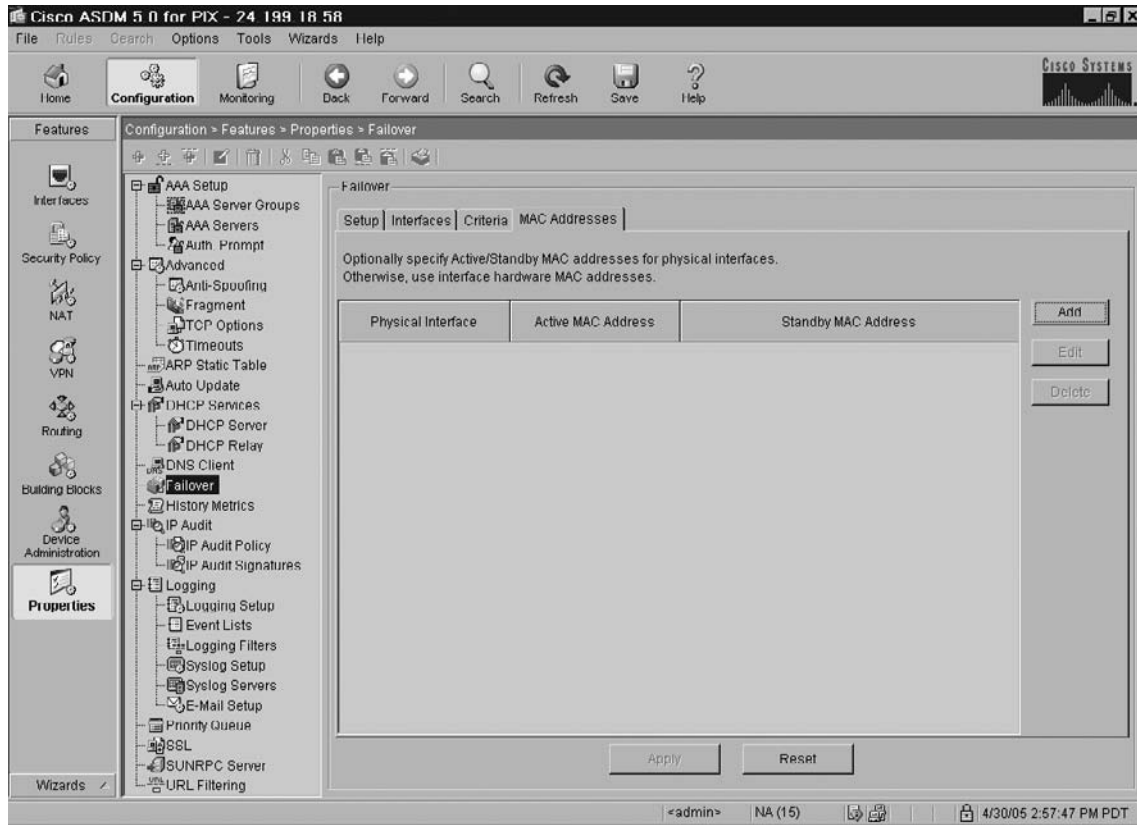 Cisco ASDM 5.0 for PIX - 24.199.18.58
File Rules Search Options Tools Wizards Help
Home Configuration Monitoring Back Forward Search Refresh Save Help
CISCO SYSTEMS
Features
Configuration > Features > Properties > Failover
Interfaces
Security Policy
NAT
VPN
Routing
Building Blocks
Device
Administration
Properties
Wizards
AAA Setup
AAA Server Groups
AAA Servers
Auth. Prompt
Advanced
Anti-Spoofing
Fragment
TCP Options
Timeouts
ARP Static Table
Auto Update
DHCP Services
DHCP Server
DHCP Relay
DNS Client
Failover
History Metrics
IP Audit
IP Audit Policy
IP Audit Signatures
Logging
Logging Setup
Event Lists
Logging Filters
Syslog Setup
Syslog Servers
E-Mail Setup
Priority Queue
SSL
SUNRPC Server
URL Filtering
Failover
Setup Interfaces Criteria MAC Addresses
Optionally specify Active/Standby MAC addresses for physical interfaces.
Otherwise, use interface hardware MAC addresses.
Physical Interface Active MAC Address Standby MAC Address
Add
Edit
Delete
Apply Reset
<admin> NA (15) 4/30/05 2:57:47 PM PDT